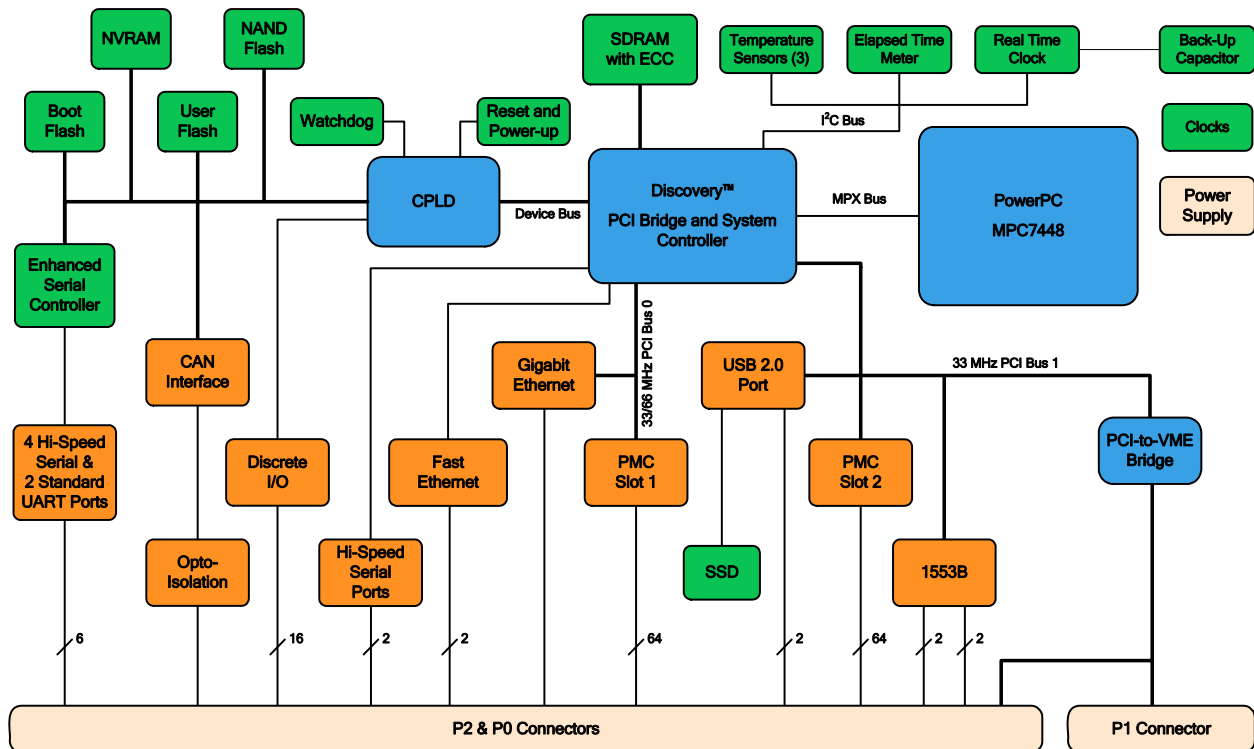 NVRAM
NAND
Flash
SDRAM
with ECC
Temperature
Sensors (3)
Elapsed Time
Meter
Real Time
Clock
Back-Up
Capacitor
Boot
Flash
User
Flash
Watchdog
Reset and
Power-up
I²C Bus
Clocks
CPLD
Device Bus
Discovery™
PCI Bridge and System
Controller
MPX Bus
PowerPC
MPC7448
Power
Supply
Enhanced
Serial
Controller
CAN
Interface
Gigabit
Ethernet
33/66 MHz PCI Bus 0
USB 2.0
Port
33 MHz PCI Bus 1
4 Hi-Speed
Serial &
2 Standard
UART Ports
Discrete
I/O
Fast
Ethernet
PMC
Slot 1
PMC
Slot 2
PCI-to-VME
Bridge
Opto-
Isolation
Hi-Speed
Serial
Ports
SSD
1553B
6
16
2
2
64
2
64
2
2
P2 & P0 Connectors
P1 Connector